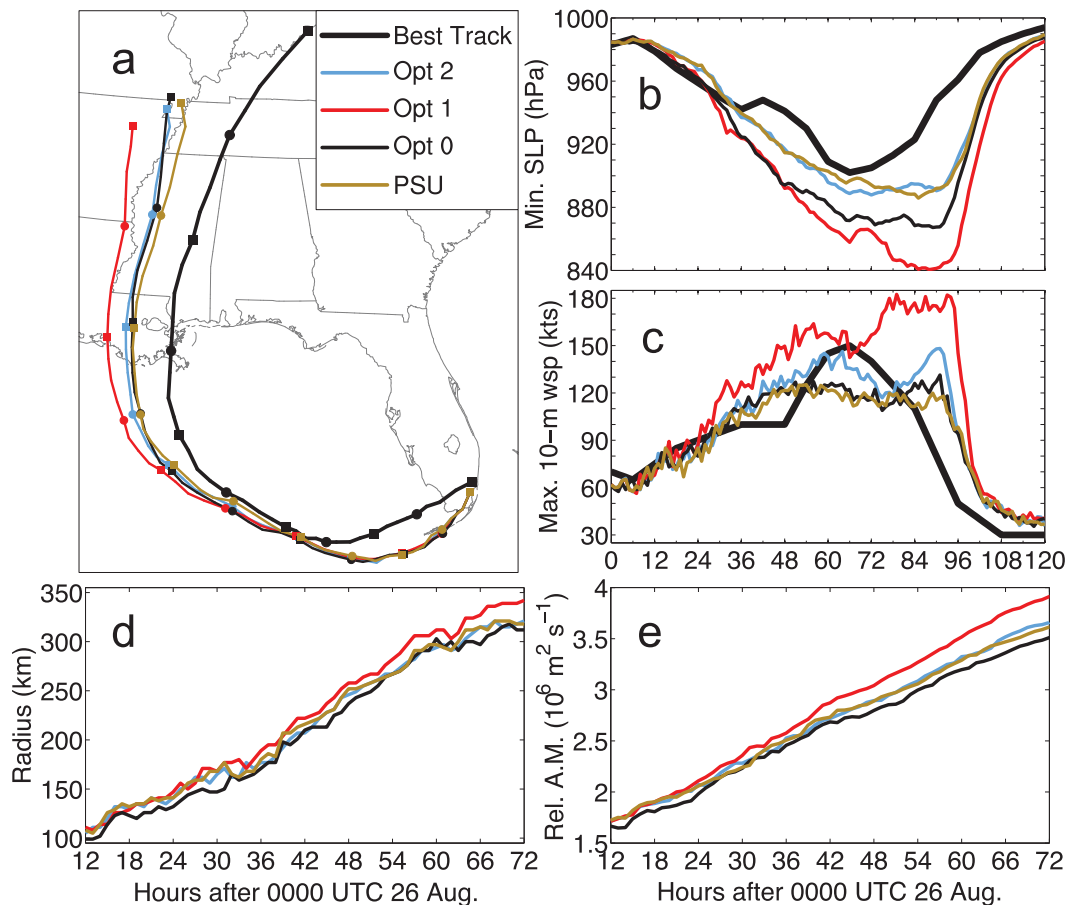 a
Best Track
Opt 2
Opt 1
Opt 0
PSU
b
Min. SLP (hPa)
1000
960
920
880
840
c
Max. 10−m wsp (kts)
180
150
120
90
60
30
0 12 24 36 48 60 72 84 96 108 120
d
Radius (km)
350
300
250
200
150
100
12 18 24 30 36 42 48 54 60 66 72
Hours after 0000 UTC 26 Aug.
e
Rel. A.M. (10⁶ m² s⁻¹)
4
3.5
3
2.5
2
1.5
12 18 24 30 36 42 48 54 60 66 72
Hours after 0000 UTC 26 Aug.